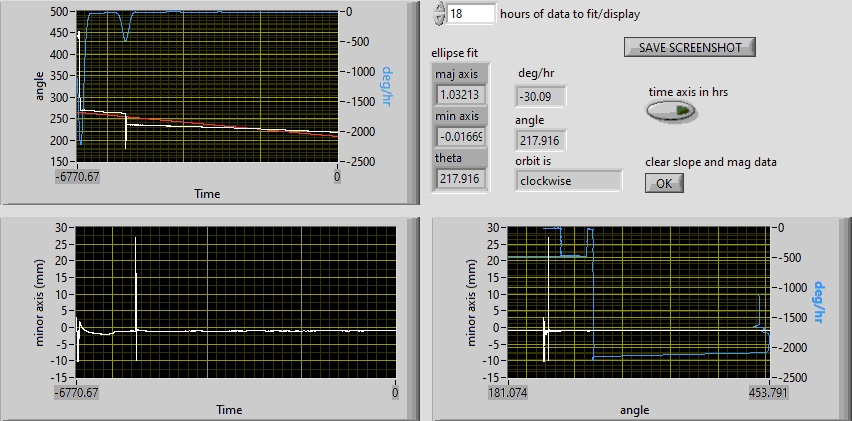 18 hours of data to fit/display
SAVE SCREENSHOT
500
450
400
350
300
250
200
150
angle
0
-500
-1000
-1500
-2000
-2500
deg/hr
-6770.67
0
Time
ellipse fit
maj axis
1.03213
min axis
-0.01669
theta
217.916
deg/hr
-30.09
angle
217.916
orbit is
clockwise
time axis in hrs
clear slope and mag data
OK
30
25
20
15
10
5
0
-5
-10
-15
minor axis (mm)
-6770.67
0
Time
30
25
20
15
10
5
0
-5
-10
-15
minor axis (mm)
0
-500
-1000
-1500
-2000
-2500
deg/hr
181.074
453.791
angle